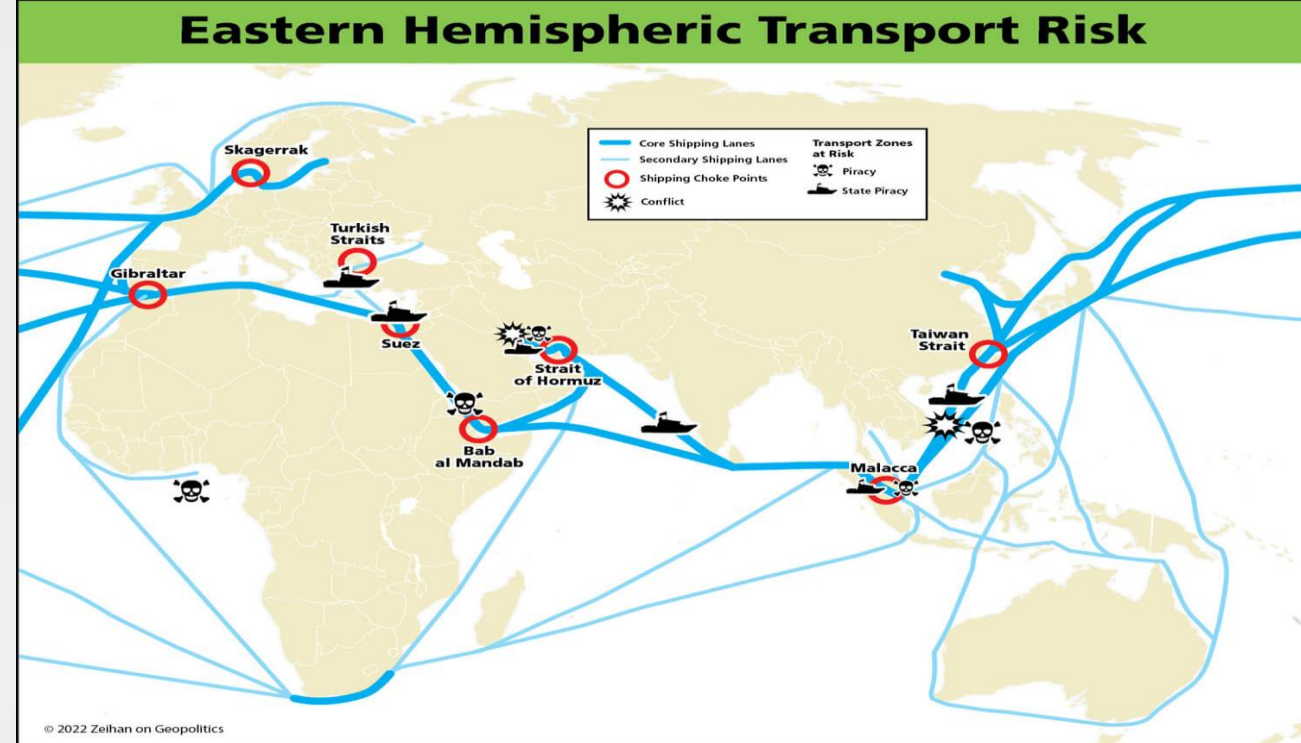 Eastern Hemispheric Transport Risk
Core Shipping Lanes
Secondary Shipping Lanes
Shipping Choke Points
Conflict
Transport Zones
at Risk
Piracy
State Piracy
Skagerrak
Turkish
Straits
Gibraltar
Suez
Strait
of Hormuz
Bab
al Mandab
Taiwan
Strait
Malacca
© 2022 Zeihan on Geopolitics